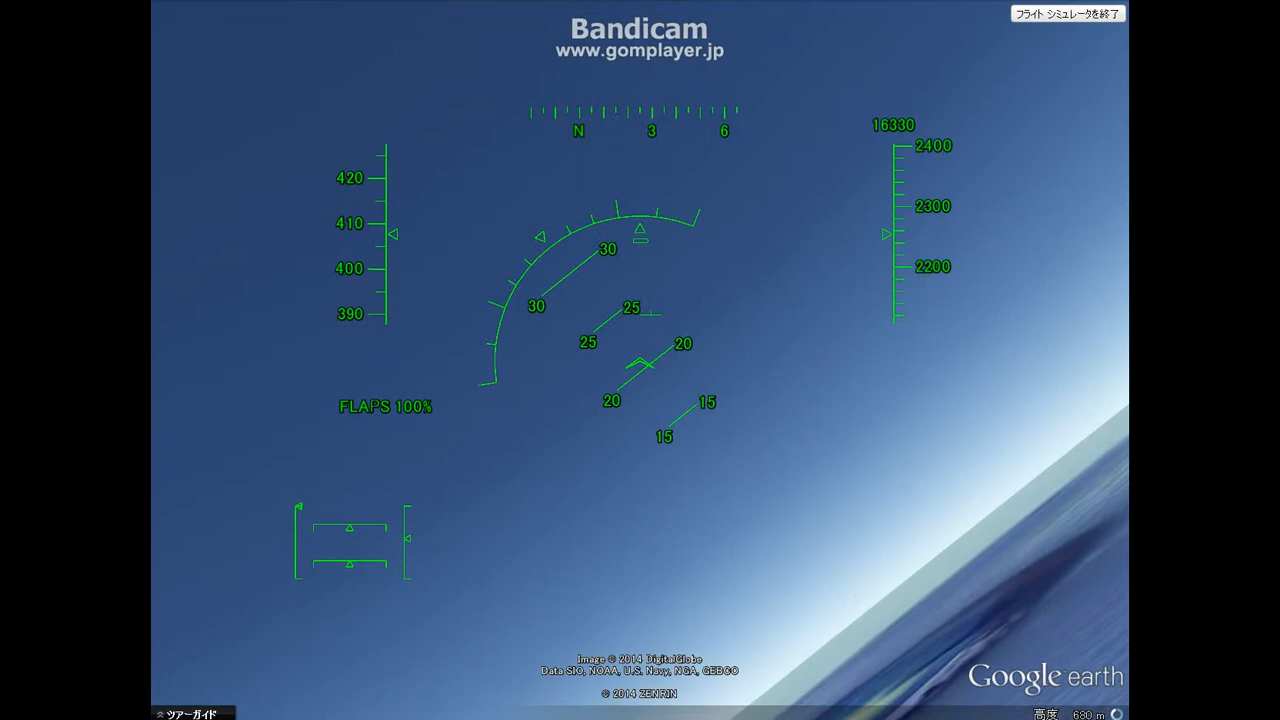 フライト シミュレータを終了
Bandicam
www.gomplayer.jp
N 3 6
16330
2400
2300
2200
420
410
400
390
30
30
25
25
20
20
15
15
FLAPS 100%
Image © 2014 DigitalGlobe
Data SIO, NOAA, U.S. Navy, NGA, GEBCO
© 2014 ZENRIN
Google earth
ツアーガイド
高度 680 m